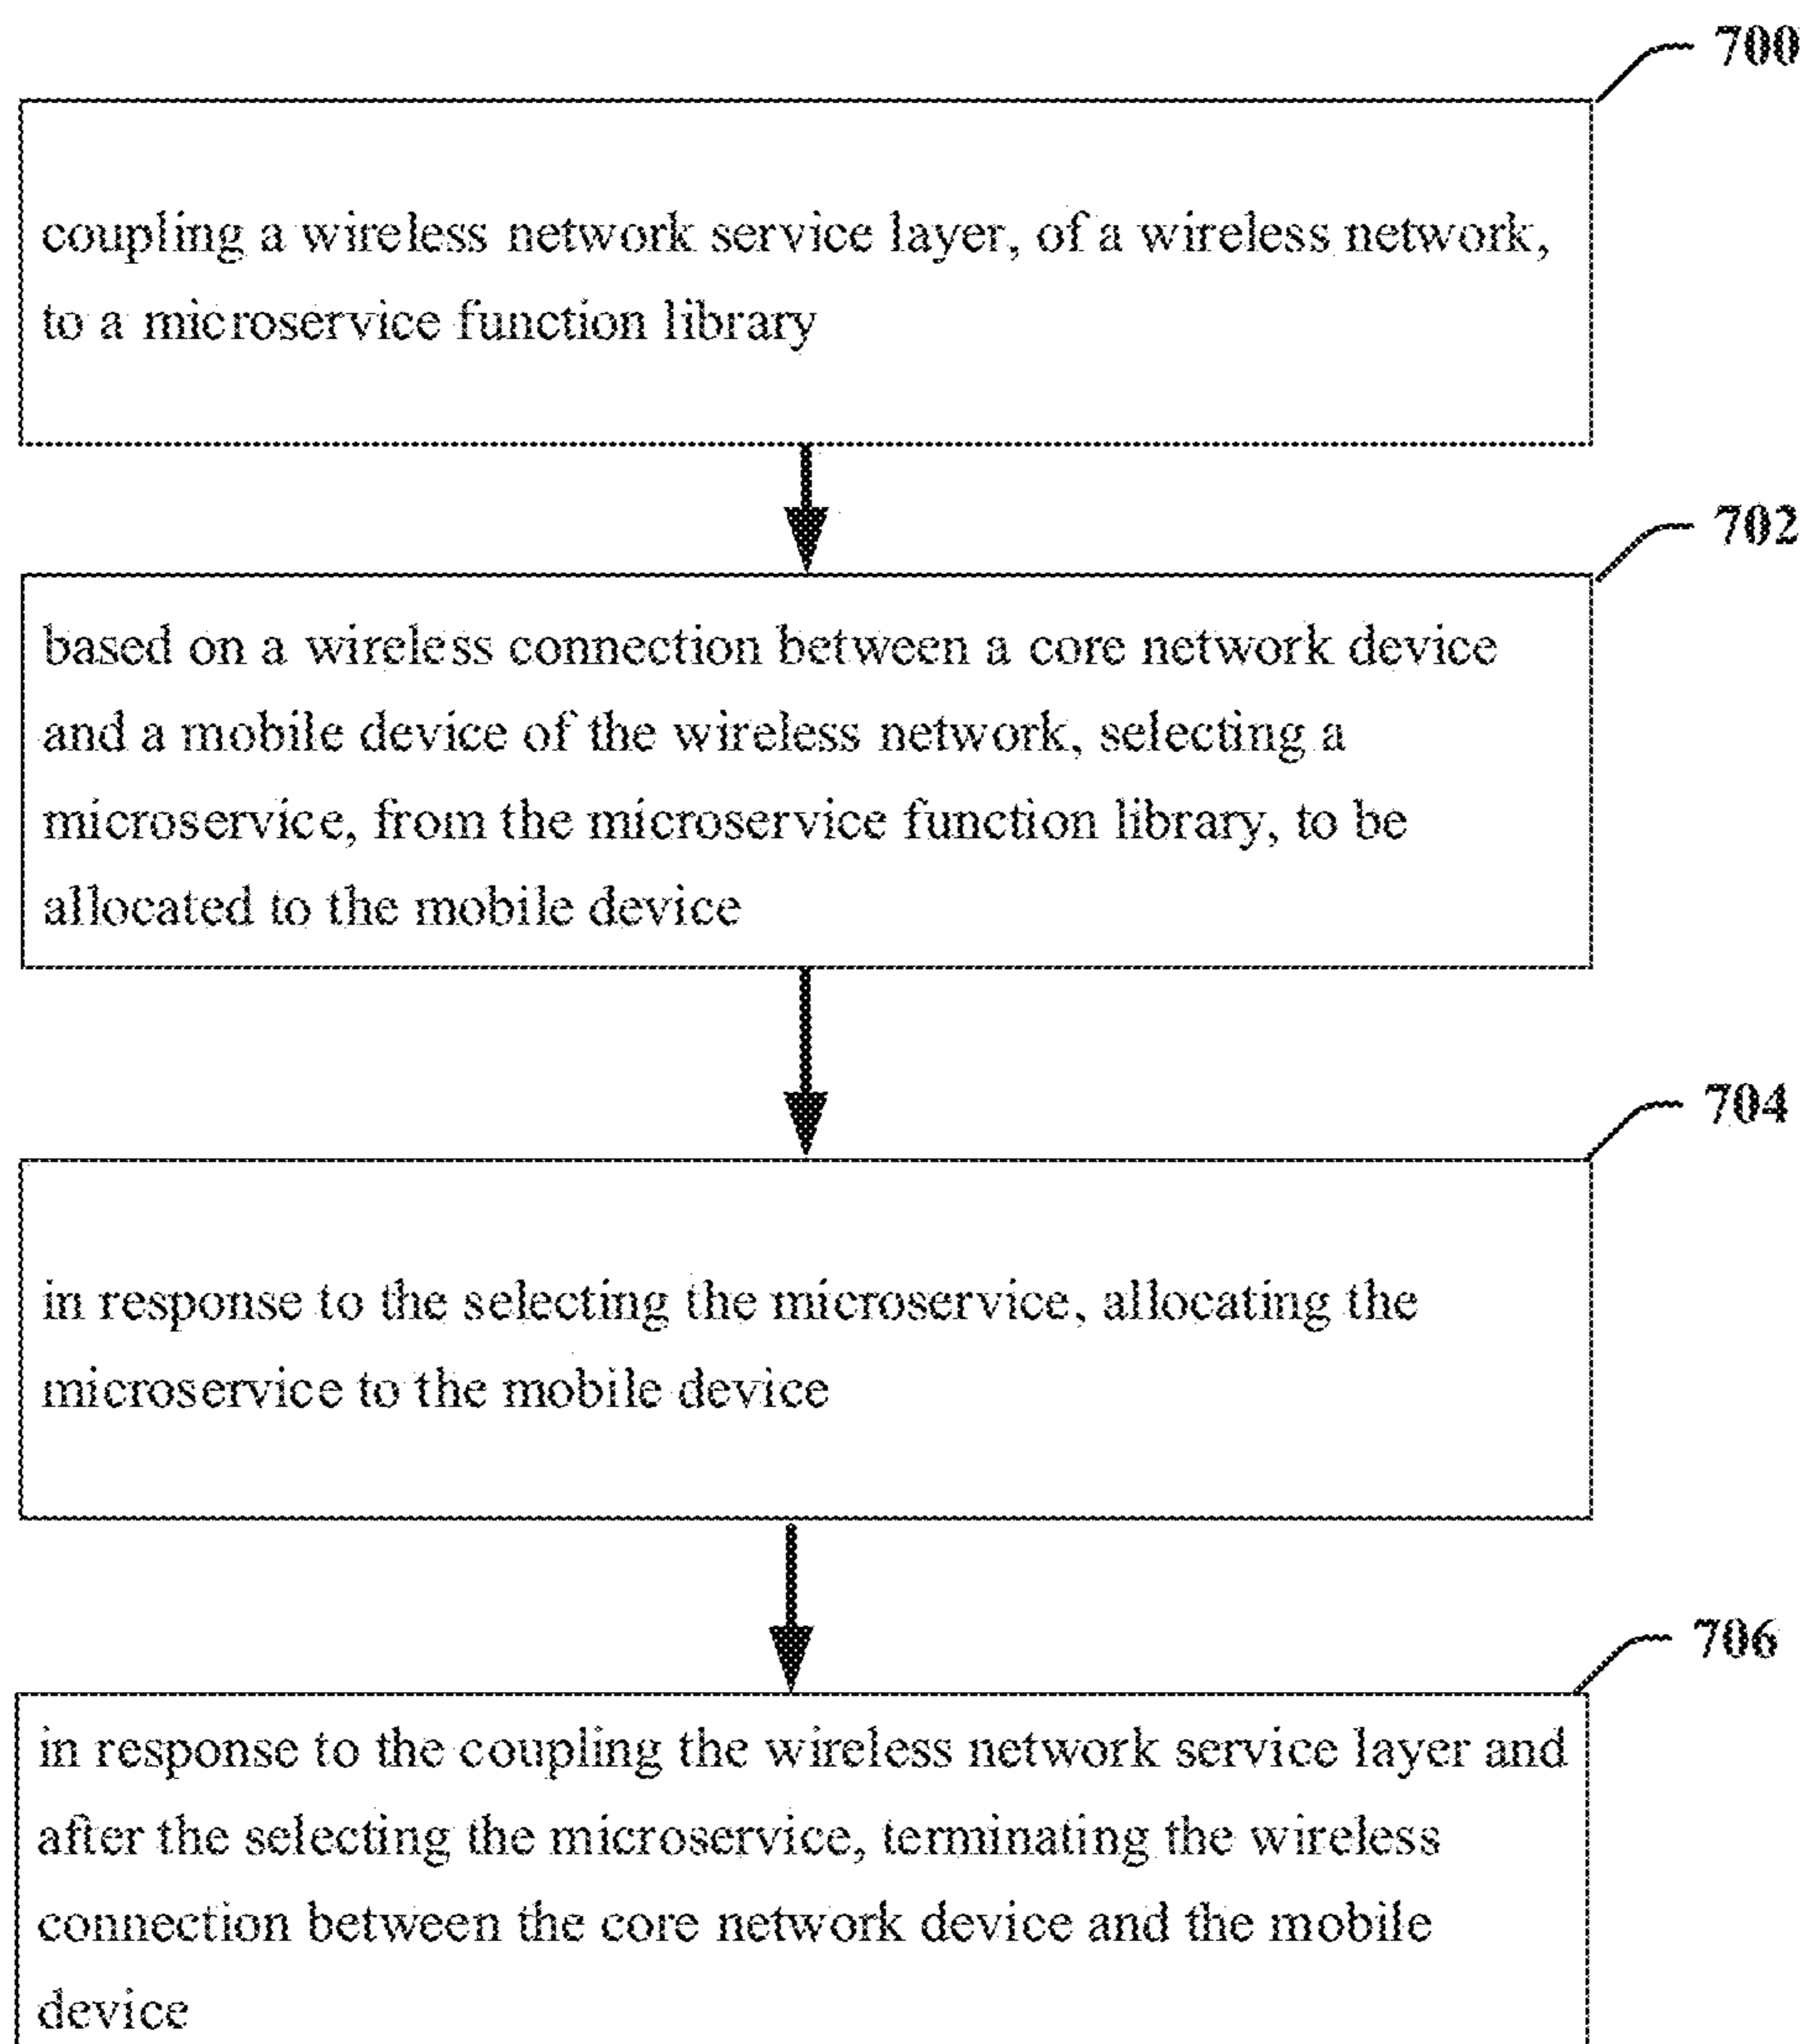 700
coupling a wireless network service layer, of a wireless network,
to a microservice function library
702
based on a wireless connection between a core network device
and a mobile device of the wireless network, selecting a
microservice, from the microservice function library, to be
allocated to the mobile device
704
in response to the selecting the microservice, allocating the
microservice to the mobile device
706
in response to the coupling the wireless network service layer and
after the selecting the microservice, terminating the wireless
connection between the core network device and the mobile
device